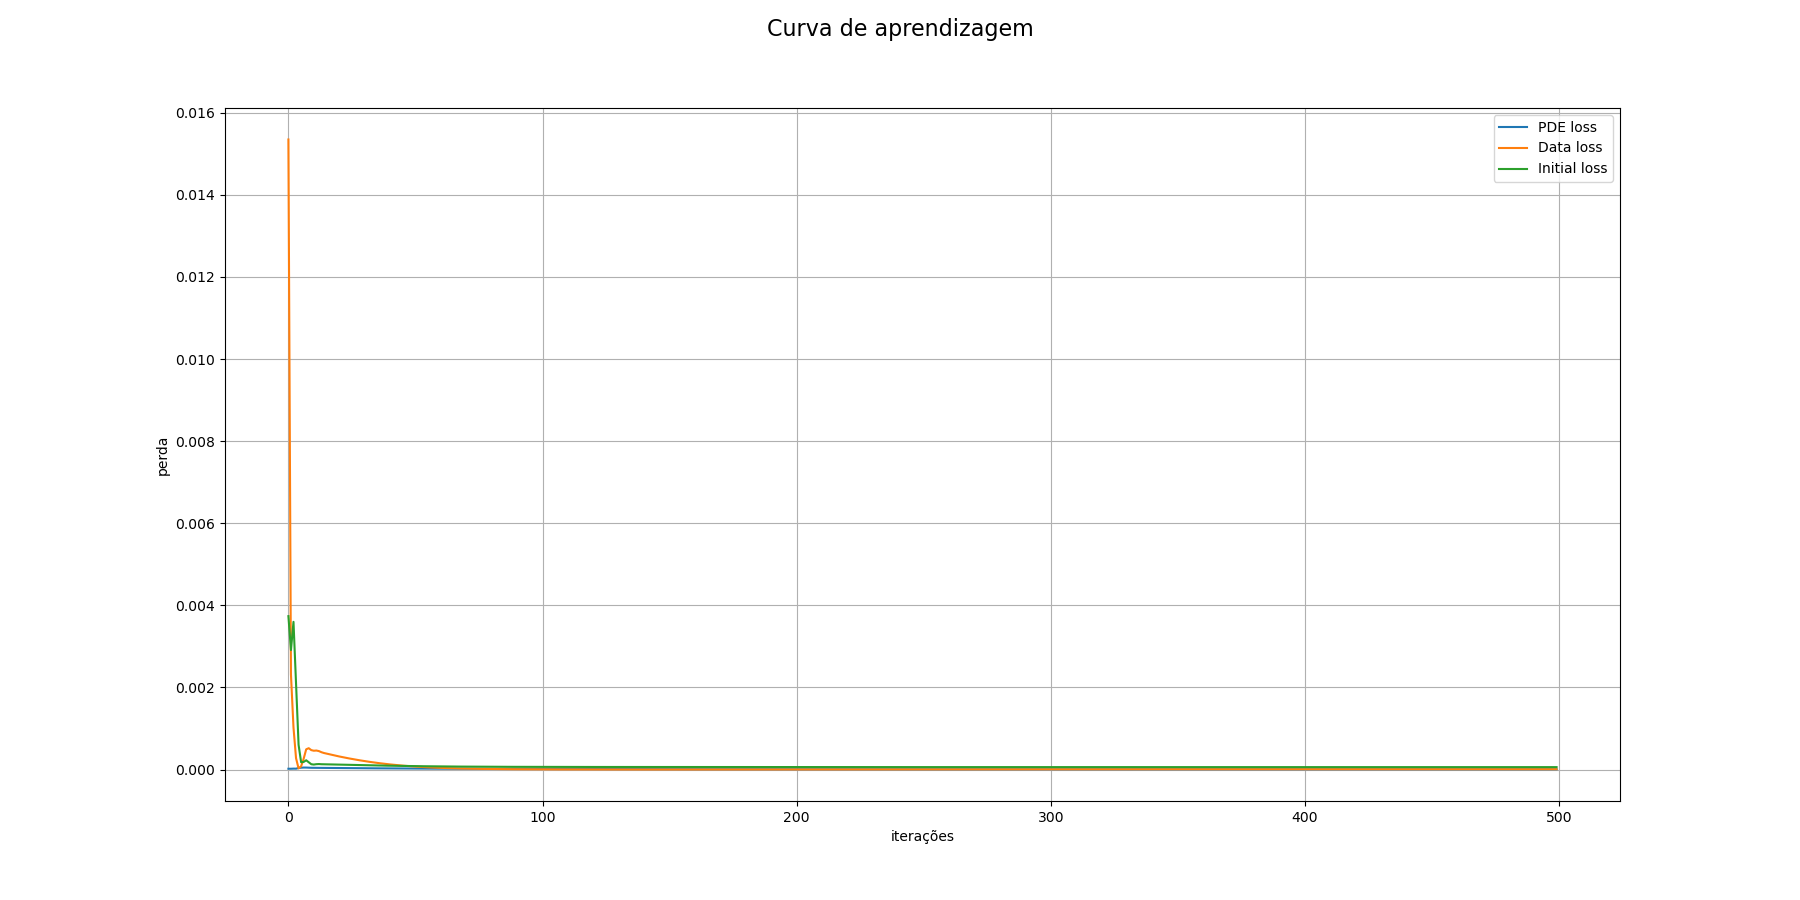 Curva de aprendizagem
0.016
0.014
0.012
0.010
0.008
0.006
0.004
0.002
0.000
perda
PDE loss
Data loss
Initial loss
0 100 200 300 400 500
iterações